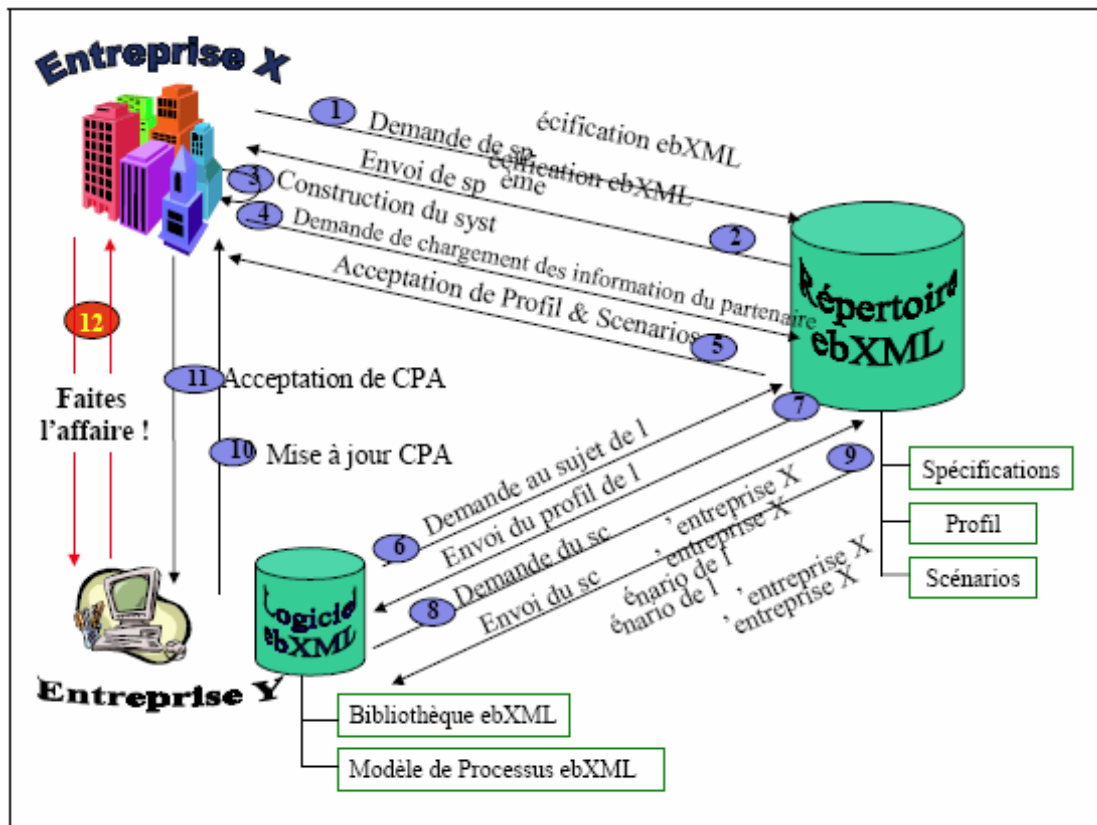 Entreprise X
1
Demande de sp
écification ebXML
Envoi de sp
écification ebXML
3
Construction du syst
ème
2
4
Demande de chargement des information du partenaire
Acceptation de Profil & Scenarios
5
Répertoire
ebXML
12
Faites
l'affaire !
11
Acceptation de CPA
10
Mise à jour CPA
7
9
6
Demande au sujet de l
'entreprise X
Envoi du profil de l
'entreprise X
8
Demande du sc
énario de l
'entreprise X
Envoi du sc
énario de l
'entreprise X
Spécifications
Profil
Scénarios
Logiciel
ebXML
Entreprise Y
Bibliothèque ebXML
Modèle de Processus ebXML